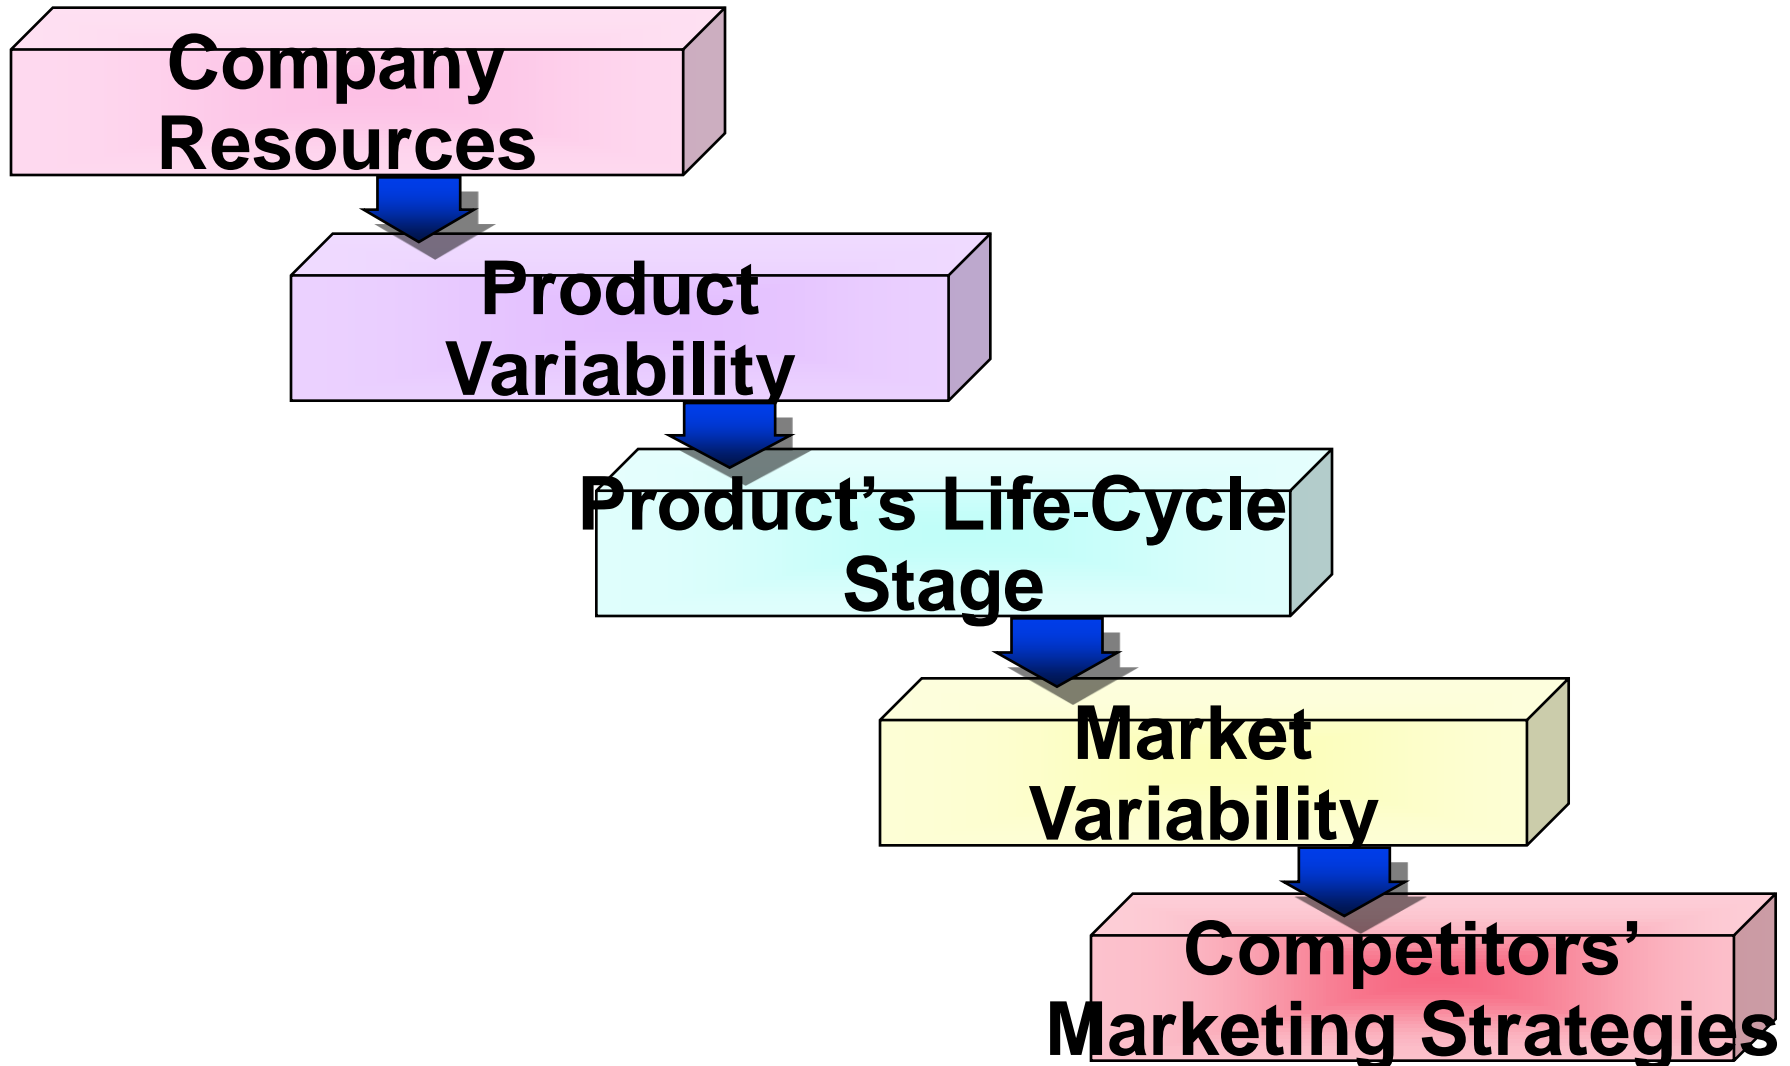 Company
Resources
Product
Variability
Product’s Life-Cycle
Stage
Market
Variability
Competitors’
Marketing Strategies